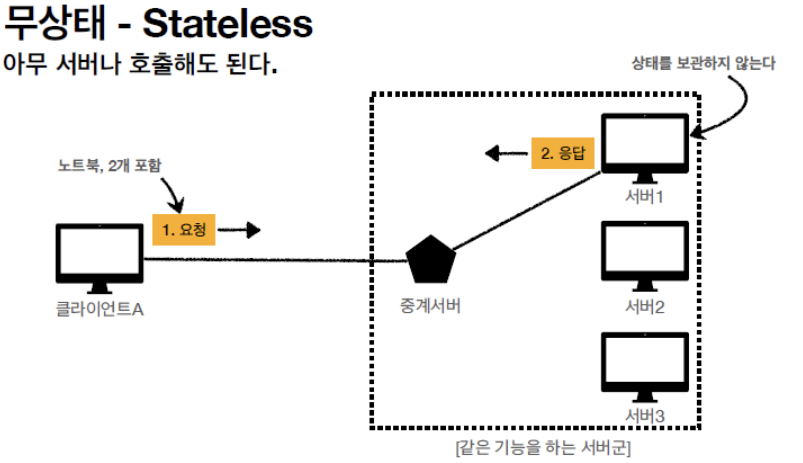 무상태 - Stateless
아무 서버나 호출해도 된다.
상태를 보관하지 않는다
노트북, 2개 포함
1. 요청
2. 응답
클라이언트A
중계서버
서버1
서버2
서버3
[같은 기능을 하는 서버군]